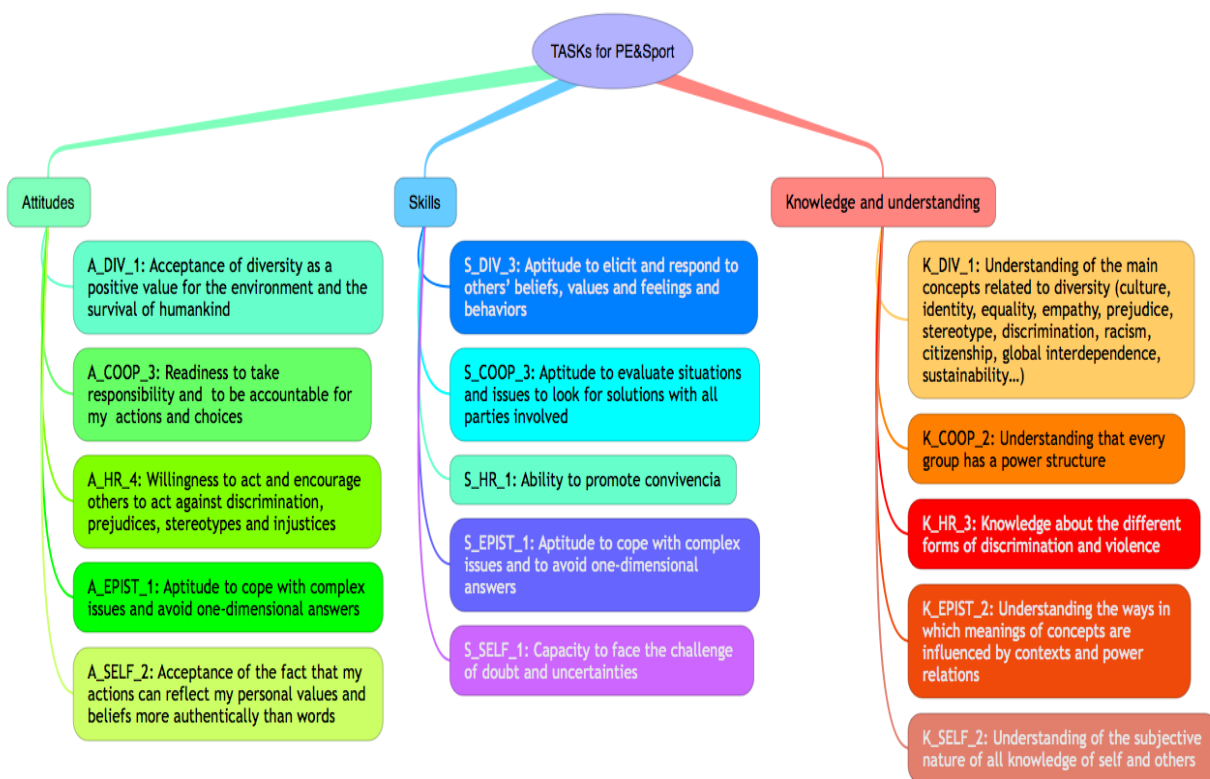 TASKs for PE&Sport
Attitudes
A_DIV_1: Acceptance of diversity as a
positive value for the environment and the
survival of humankind
A_COOP_3: Readiness to take
responsibility and  to be accountable for
my  actions and choices
A_HR_4: Willingness to act and encourage
others to act against discrimination,
prejudices, stereotypes and injustices
A_EPIST_1: Aptitude to cope with complex
issues and avoid one-dimensional answers
A_SELF_2: Acceptance of the fact that my
actions can reflect my personal values and
beliefs more authentically than words
Skills
S_DIV_3: Aptitude to elicit and respond to
others’ beliefs, values and feelings and
behaviors
S_COOP_3: Aptitude to evaluate situations
and issues to look for solutions with all
parties involved
S_HR_1: Ability to promote convivencia
S_EPIST_1: Aptitude to cope with complex
issues and to avoid one-dimensional
answers
S_SELF_1: Capacity to face the challenge
of doubt and uncertainties
Knowledge and understanding
K_DIV_1: Understanding of the main
concepts related to diversity (culture,
identity, equality, empathy, prejudice,
stereotype, discrimination, racism,
citizenship, global interdependence,
sustainability…)
K_COOP_2: Understanding that every
group has a power structure
K_HR_3: Knowledge about the different
forms of discrimination and violence
K_EPIST_2: Understanding the ways in
which meanings of concepts are
influenced by contexts and power
relations
K_SELF_2: Understanding of the subjective
nature of all knowledge of self and others